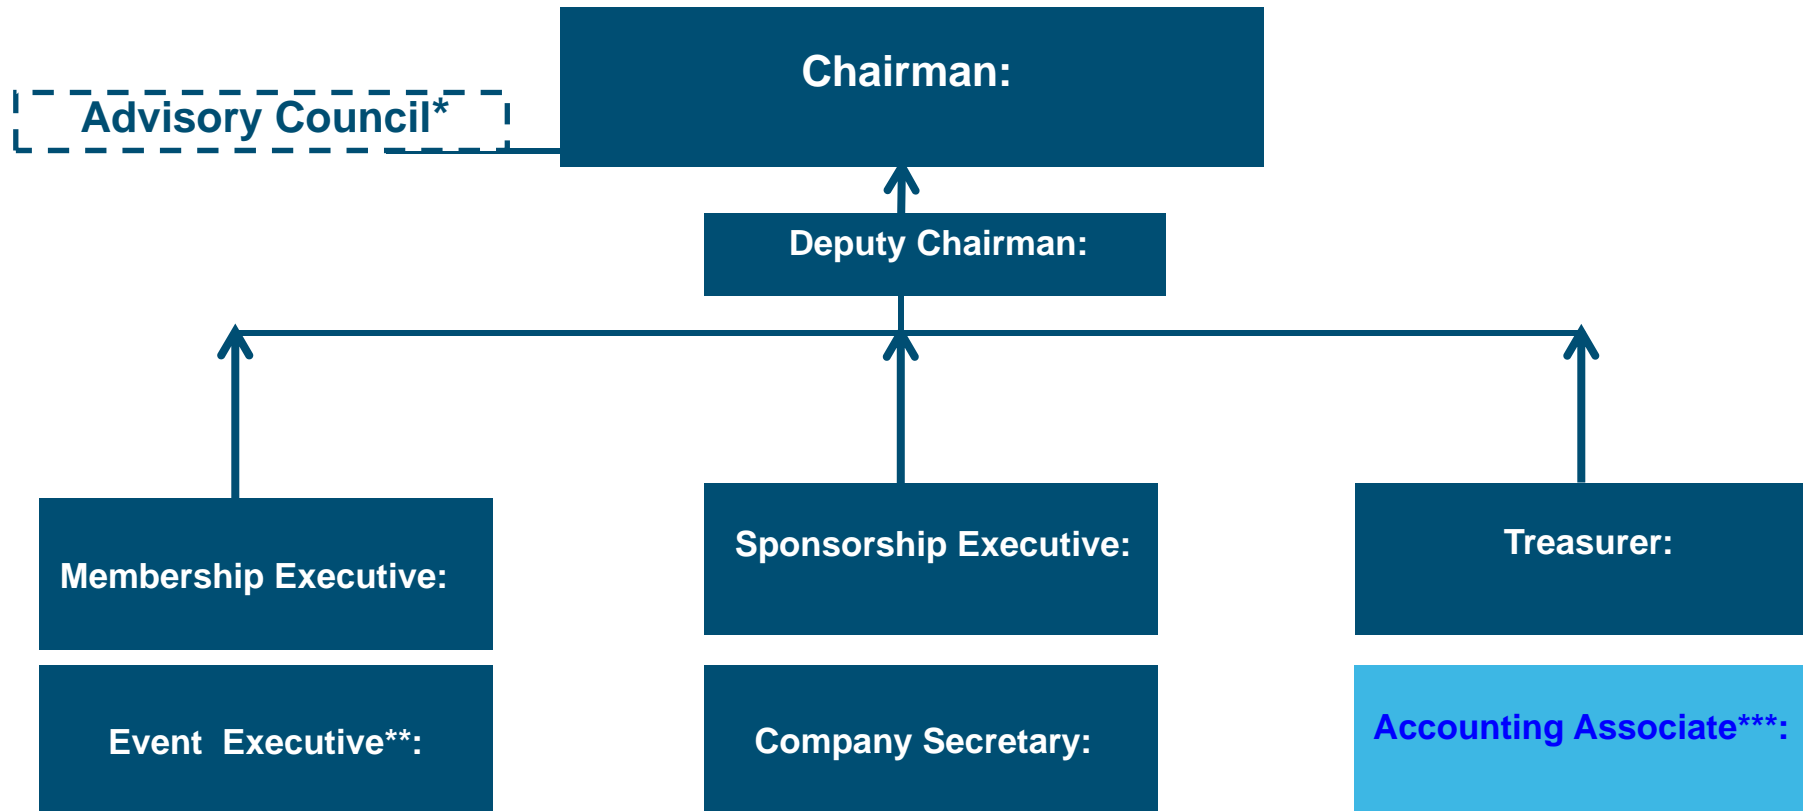 Chairman:
Advisory Council*
Deputy Chairman:
Membership Executive:
Sponsorship Executive:
Treasurer:
Event  Executive**:
Company Secretary:
Accounting Associate***: